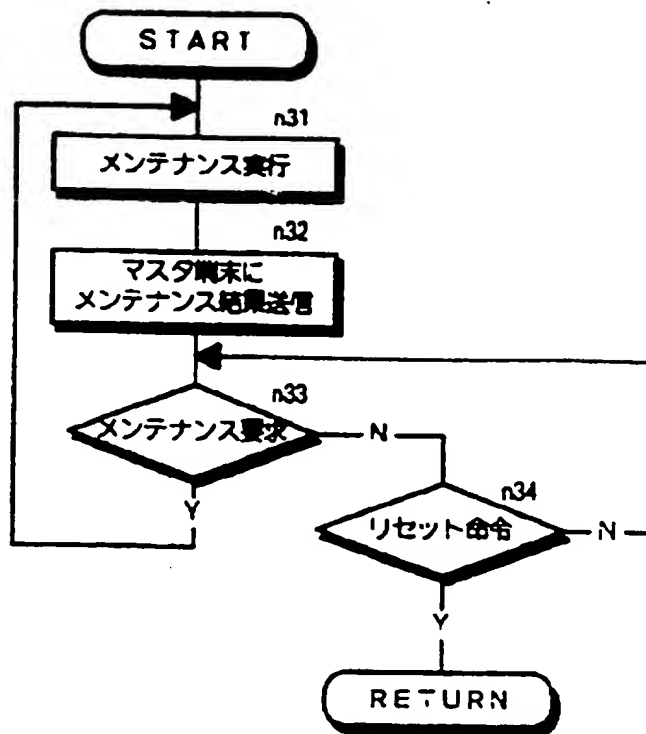 START
n31
メンテナンス実行
n32
マスタ端末に
メンテナンス結果送信
n33
メンテナンス要求
N
Y
n34
リセット命令
N
Y
RETURN